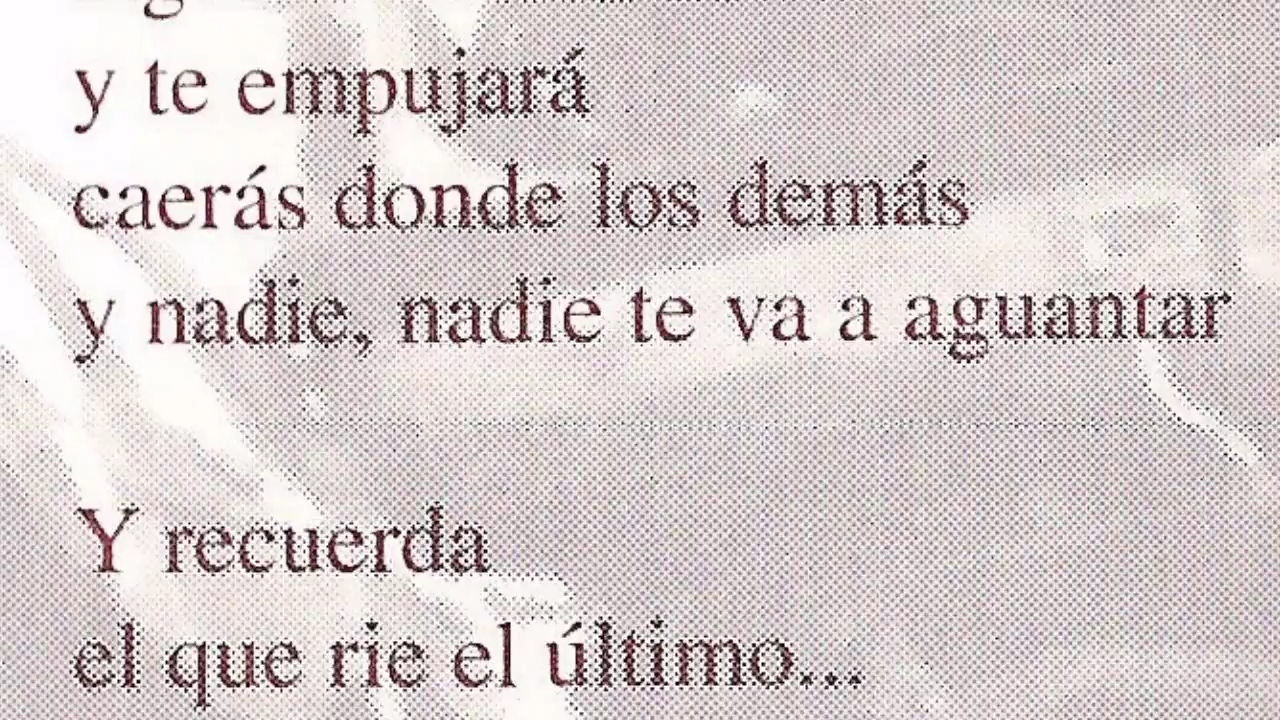 y te empujará
caerás donde los demás
y nadie, nadie te va a aguantar
Y recuerda
el que rie el último...